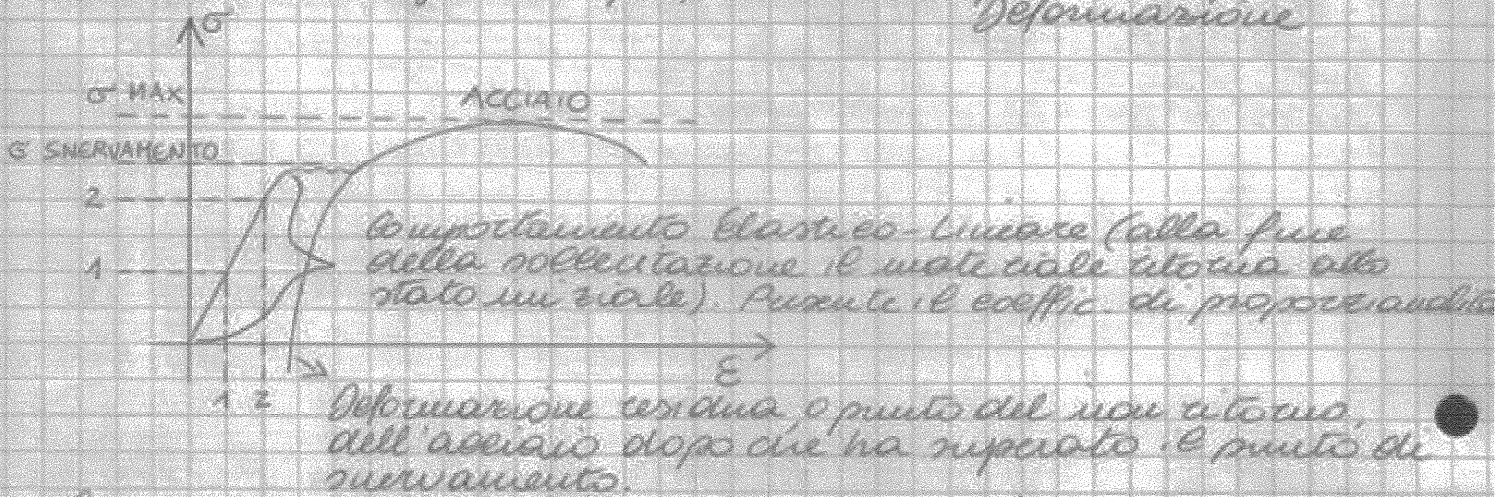 Deformazione
σ
σ MAX
ACCIAIO
σ SNERVAMENTO
2
Comportamento Elastico-Lineare (alla fine
1
della sollecitazione il materiale ritorna allo
stato iniziale). Presente il coeffic. di proporzionalità
ε
1 2
Deformazione residua o punto del non ritorno
dell'acciaio dopo che ha superato il punto di
snervamento.